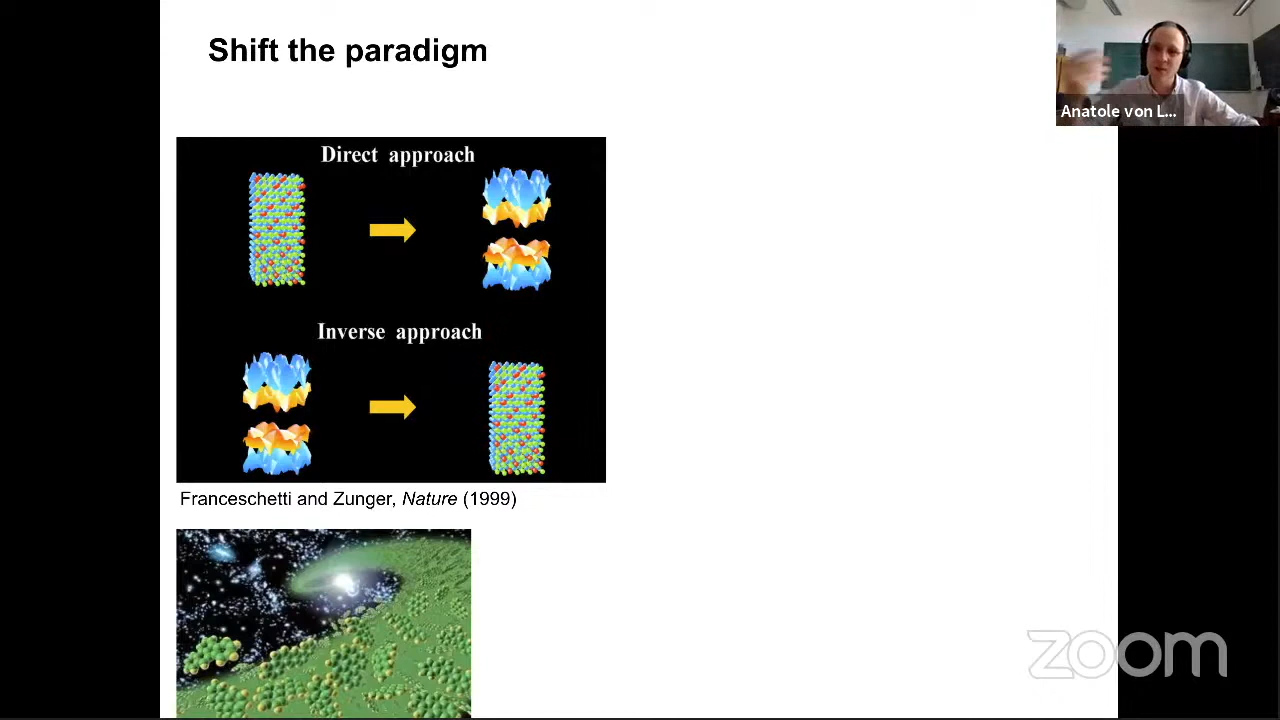 Shift the paradigm
Anatole von L...
Direct approach
Inverse approach
Franceschetti and Zunger, Nature (1999)
zoom